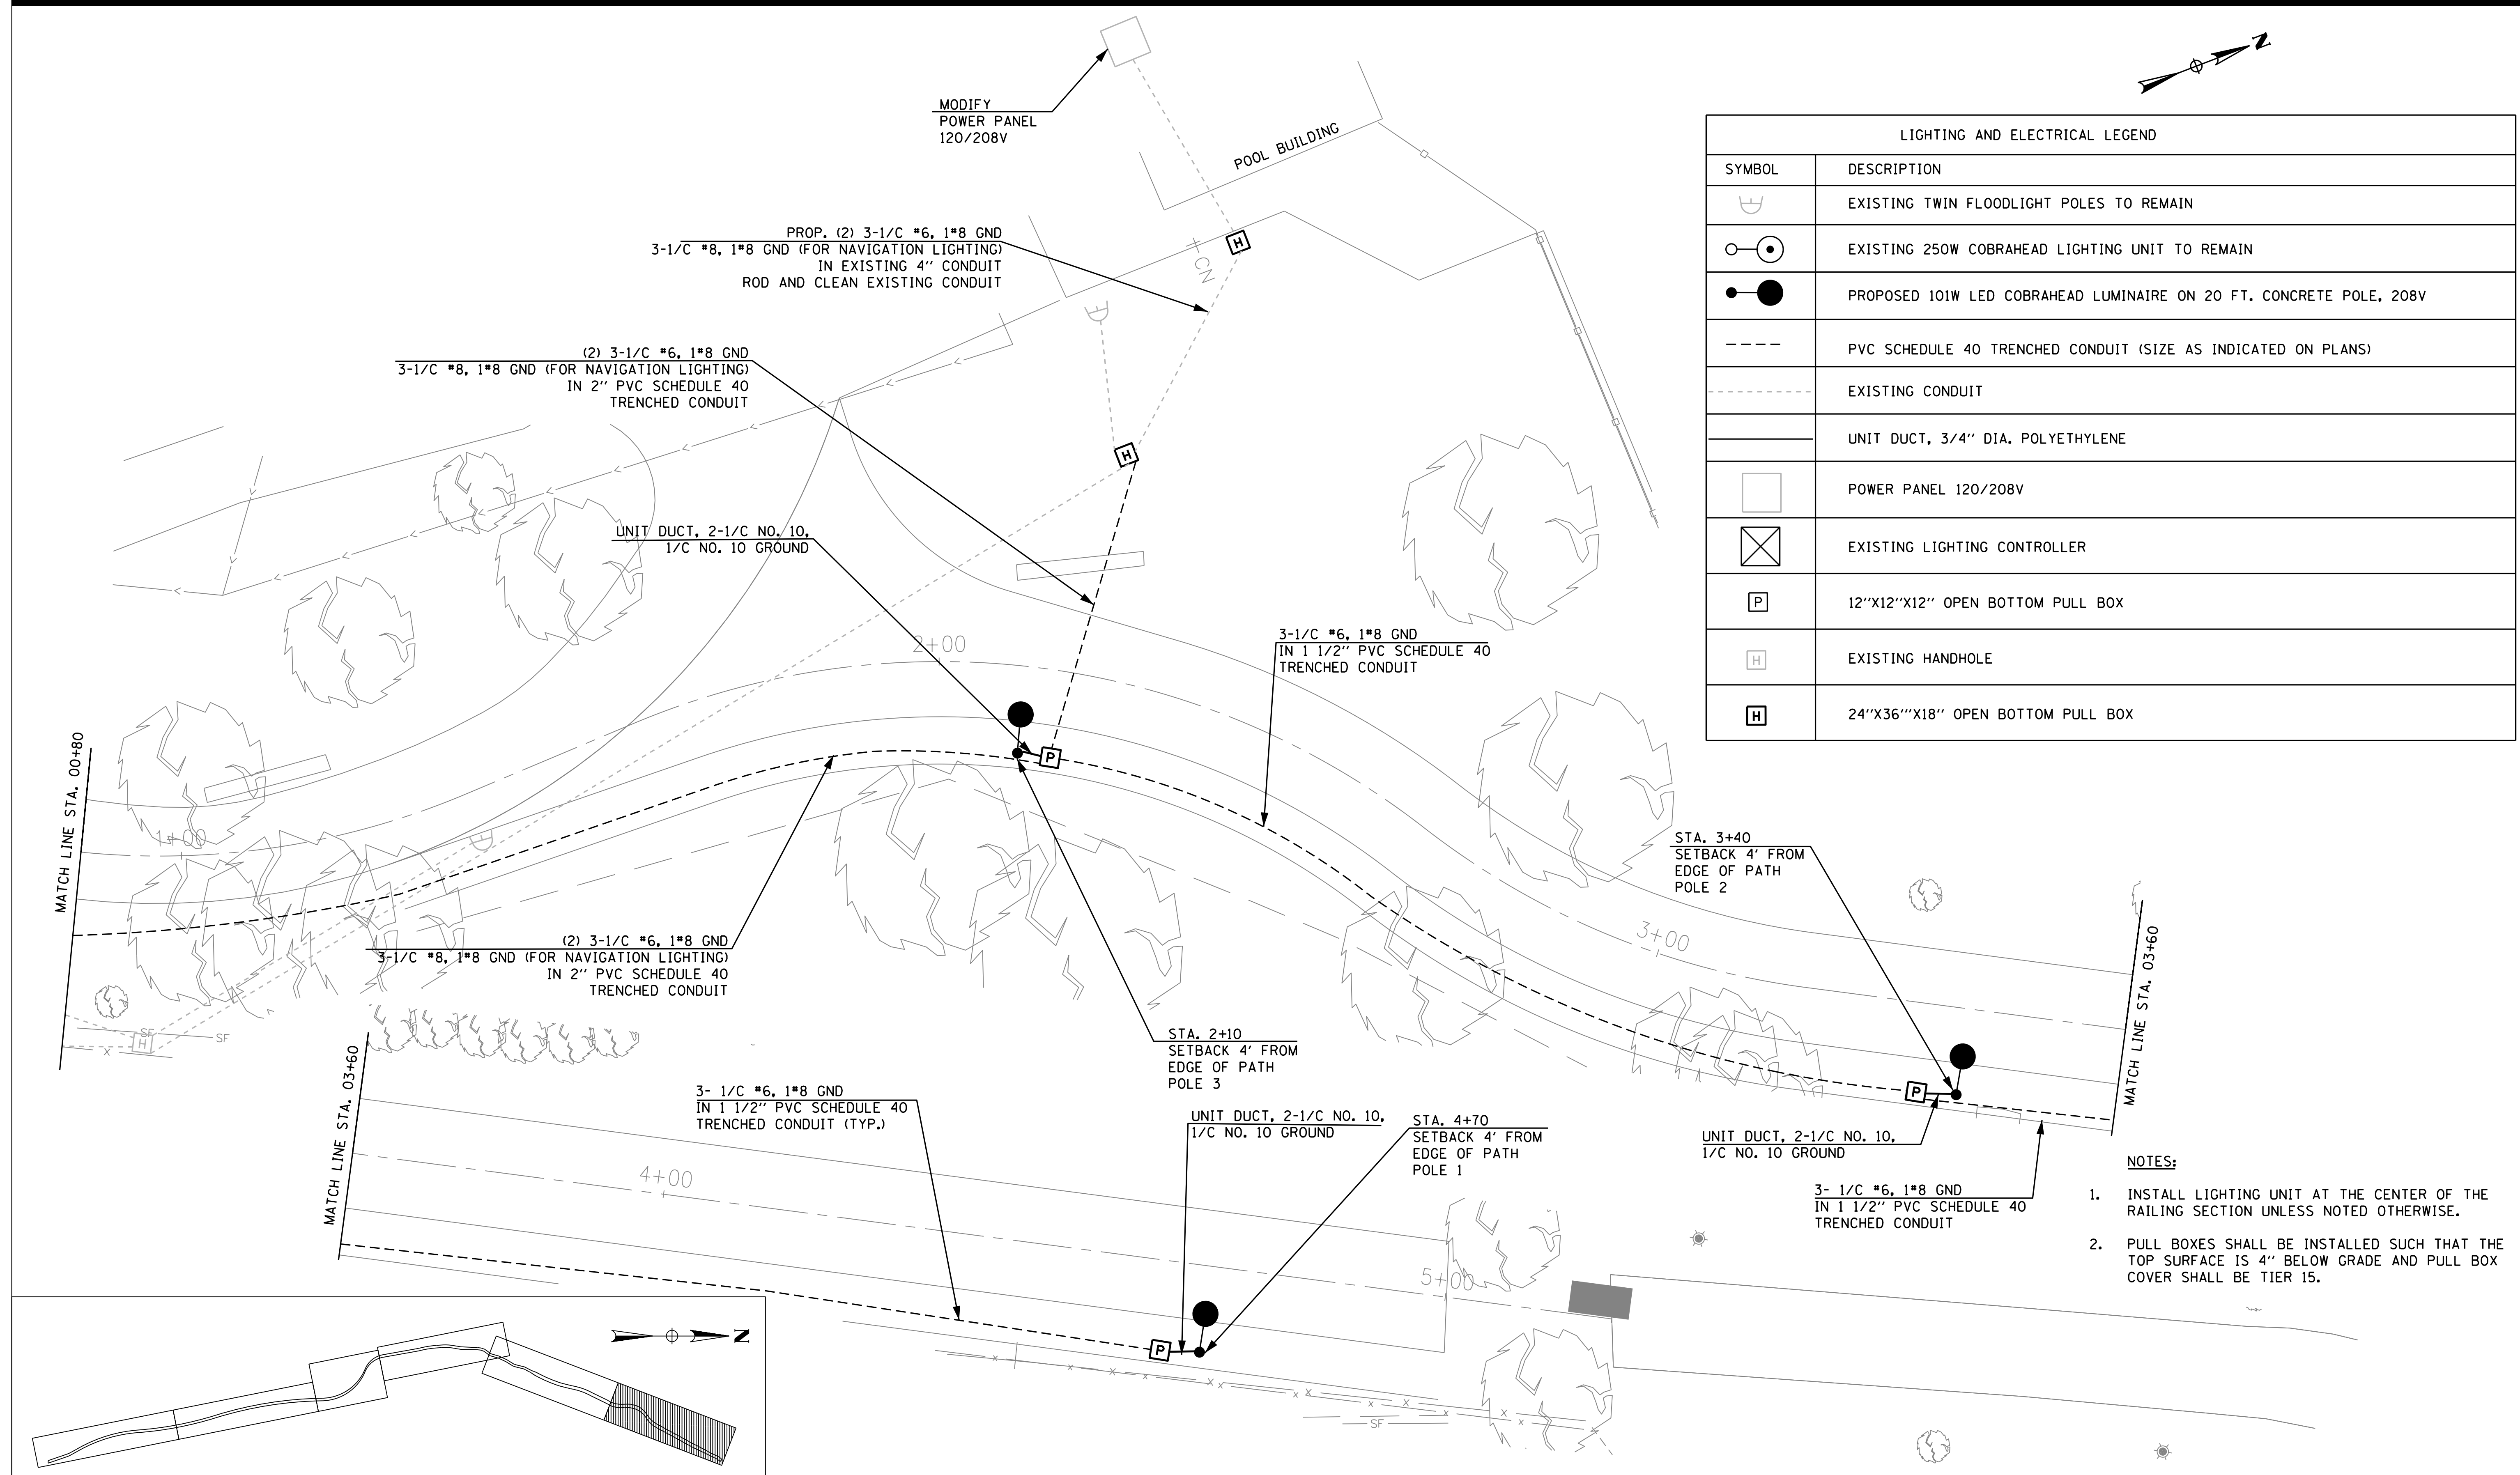 MODIFY
POWER PANEL
120/208V
POOL BUILDING
N
PROP. (2) 3-1/C #6, 1#8 GND
3-1/C #8, 1#8 GND (FOR NAVIGATION LIGHTING)
IN EXISTING 4'' CONDUIT
ROD AND CLEAN EXISTING CONDUIT
CN
H
(2) 3-1/C #6, 1#8 GND
3-1/C #8, 1#8 GND (FOR NAVIGATION LIGHTING)
IN 2'' PVC SCHEDULE 40
TRENCHED CONDUIT
H
UNIT DUCT, 2-1/C NO. 10,
1/C NO. 10 GROUND
2+00
3-1/C #6, 1#8 GND
IN 1 1/2'' PVC SCHEDULE 40
TRENCHED CONDUIT
P
LIGHTING AND ELECTRICAL LEGEND
SYMBOL DESCRIPTION
EXISTING TWIN FLOODLIGHT POLES TO REMAIN
EXISTING 250W COBRAHEAD LIGHTING UNIT TO REMAIN
PROPOSED 101W LED COBRAHEAD LUMINAIRE ON 20 FT. CONCRETE POLE, 208V
PVC SCHEDULE 40 TRENCHED CONDUIT (SIZE AS INDICATED ON PLANS)
EXISTING CONDUIT
UNIT DUCT, 3/4'' DIA. POLYETHYLENE
POWER PANEL 120/208V
EXISTING LIGHTING CONTROLLER
P 12''X12''X12'' OPEN BOTTOM PULL BOX
H EXISTING HANDHOLE
H 24''X36'''X18'' OPEN BOTTOM PULL BOX
MATCH LINE STA. 00+80
1+00
(2) 3-1/C #6, 1#8 GND
3-1/C #8, 1#8 GND (FOR NAVIGATION LIGHTING)
IN 2'' PVC SCHEDULE 40
TRENCHED CONDUIT
SF
SF
H
X
STA. 2+10
SETBACK 4' FROM
EDGE OF PATH
POLE 3
3+00
STA. 3+40
SETBACK 4' FROM
EDGE OF PATH
POLE 2
P
UNIT DUCT, 2-1/C NO. 10,
1/C NO. 10 GROUND
3- 1/C #6, 1#8 GND
IN 1 1/2'' PVC SCHEDULE 40
TRENCHED CONDUIT
MATCH LINE STA. 03+60
MATCH LINE STA. 03+60
3- 1/C #6, 1#8 GND
IN 1 1/2'' PVC SCHEDULE 40
TRENCHED CONDUIT (TYP.)
4+00
UNIT DUCT, 2-1/C NO. 10,
1/C NO. 10 GROUND
STA. 4+70
SETBACK 4' FROM
EDGE OF PATH
POLE 1
5+00
P
X X X X X X X X X X X X X X X
SF
NOTES:
1. INSTALL LIGHTING UNIT AT THE CENTER OF THE
RAILING SECTION UNLESS NOTED OTHERWISE.
2. PULL BOXES SHALL BE INSTALLED SUCH THAT THE
TOP SURFACE IS 4'' BELOW GRADE AND PULL BOX
COVER SHALL BE TIER 15.
N